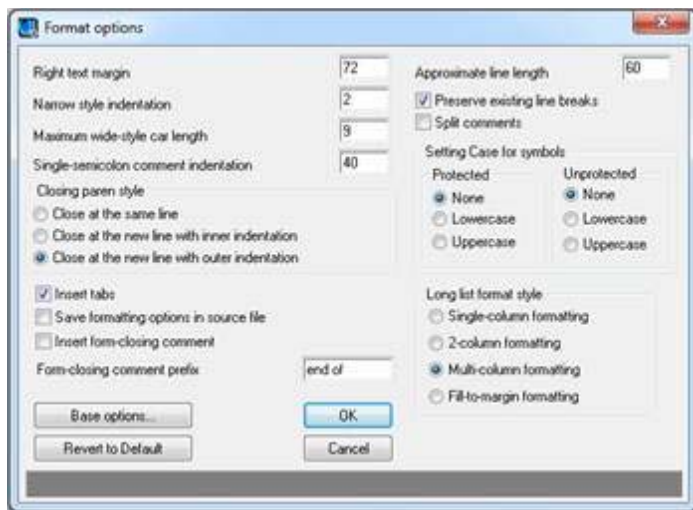 Format options
Right text margin 72
Narrow style indentation 2
Maximum wide-style car length 9
Single-semicolon comment indentation 40
Closing paren style
Close at the same line
Close at the new line with inner indentation
Close at the new line with outer indentation
Insert tabs
Save formatting options in source file
Insert form-closing comment
Form-closing comment prefix end of
Base options...
OK
Revert to Default
Cancel
Approximate line length 60
Preserve existing line breaks
Split comments
Setting Case for symbols
Protected Unprotected
None None
Lowercase Lowercase
Uppercase Uppercase
Long list format style
Single-column formatting
2-column formatting
Multi-column formatting
Fill-to-margin formatting